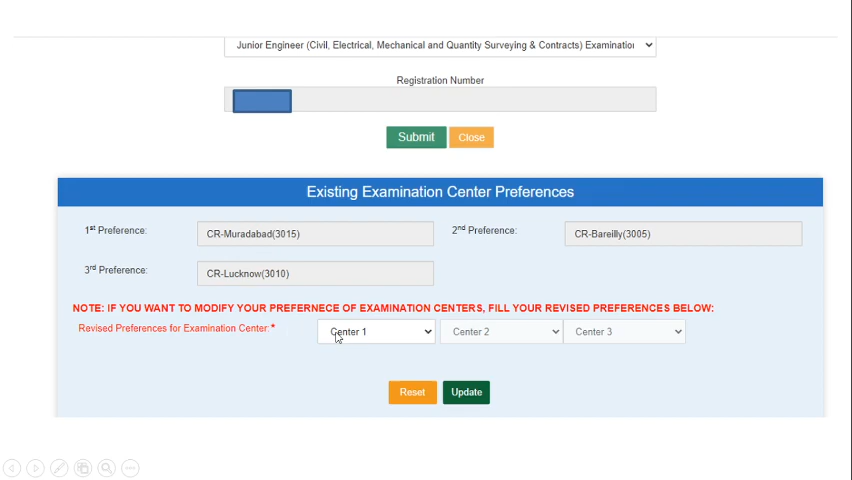 Junior Engineer (Civil, Electrical, Mechanical and Quantity Surveying & Contracts) Examination
Registration Number
Submit Close
Existing Examination Center Preferences
1st Preference: CR-Muradabad(3015) 2nd Preference: CR-Bareilly(3005)
3rd Preference: CR-Lucknow(3010)
NOTE: IF YOU WANT TO MODIFY YOUR PREFERNECE OF EXAMINATION CENTERS, FILL YOUR REVISED PREFERENCES BELOW:
Revised Preferences for Examination Center:* Center 1 Center 2 Center 3
Reset Update